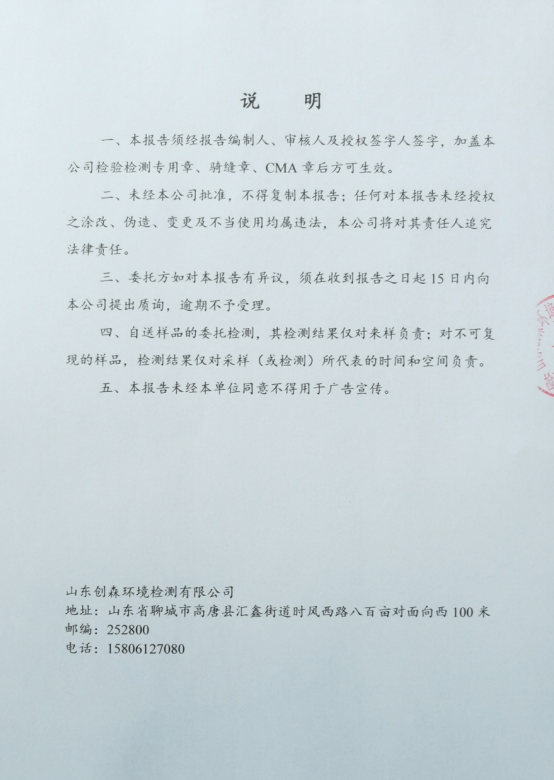 说 明
一、本报告须经报告编制人、审核人及授权签字人签字，加盖本
公司检验检测专用章、骑缝章、CMA 章后方可生效。
二、未经本公司批准，不得复制本报告；任何对本报告未经授权
之涂改、伪造、变更及不当使用均属违法，本公司将对其责任人追究
法律责任。
三、委托方如对本报告有异议，须在收到报告之日起 15 日内向
本公司提出质询，逾期不予受理。
四、自送样品的委托检测，其检测结果仅对来样负责；对不可复
现的样品，检测结果仅对采样（或检测）所代表的时间和空间负责。
五、本报告未经本单位同意不得用于广告宣传。
山东创森环境检测有限公司
地址：山东省聊城市高唐县汇鑫街道时风西路八百亩对面向西 100 米
邮编：252800
电话：15806127080